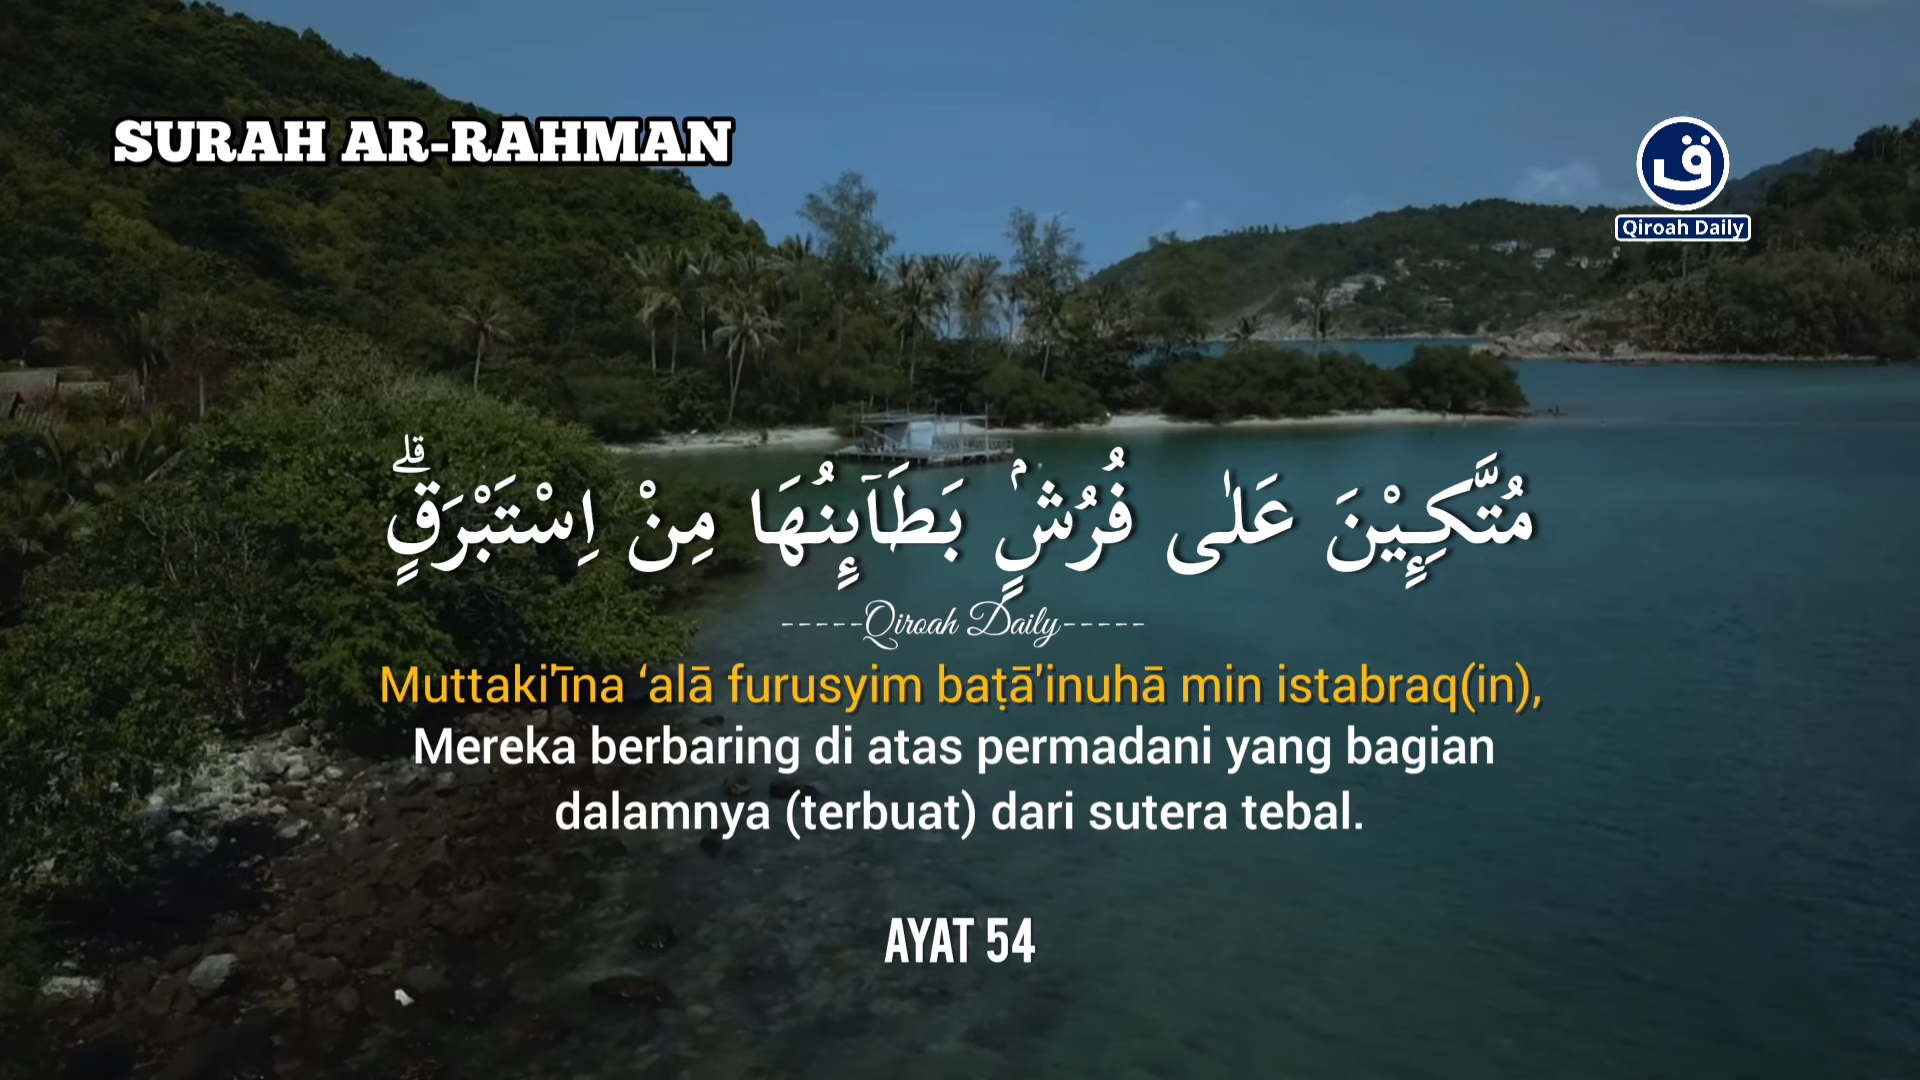 SURAH AR-RAHMAN
ق
Qiroah Daily
مُتَّكِـِٕيْنَ عَلٰى فُرُشٍۢ بَطَاۤىِٕنُهَا مِنْ اِسْتَبْرَقٍۗ
-----Qiroah Daily-----
Muttaki'īna ‘alā furusyim baṭā'inuhā min istabraq(in),
Mereka berbaring di atas permadani yang bagian
dalamnya (terbuat) dari sutera tebal.
AYAT 54